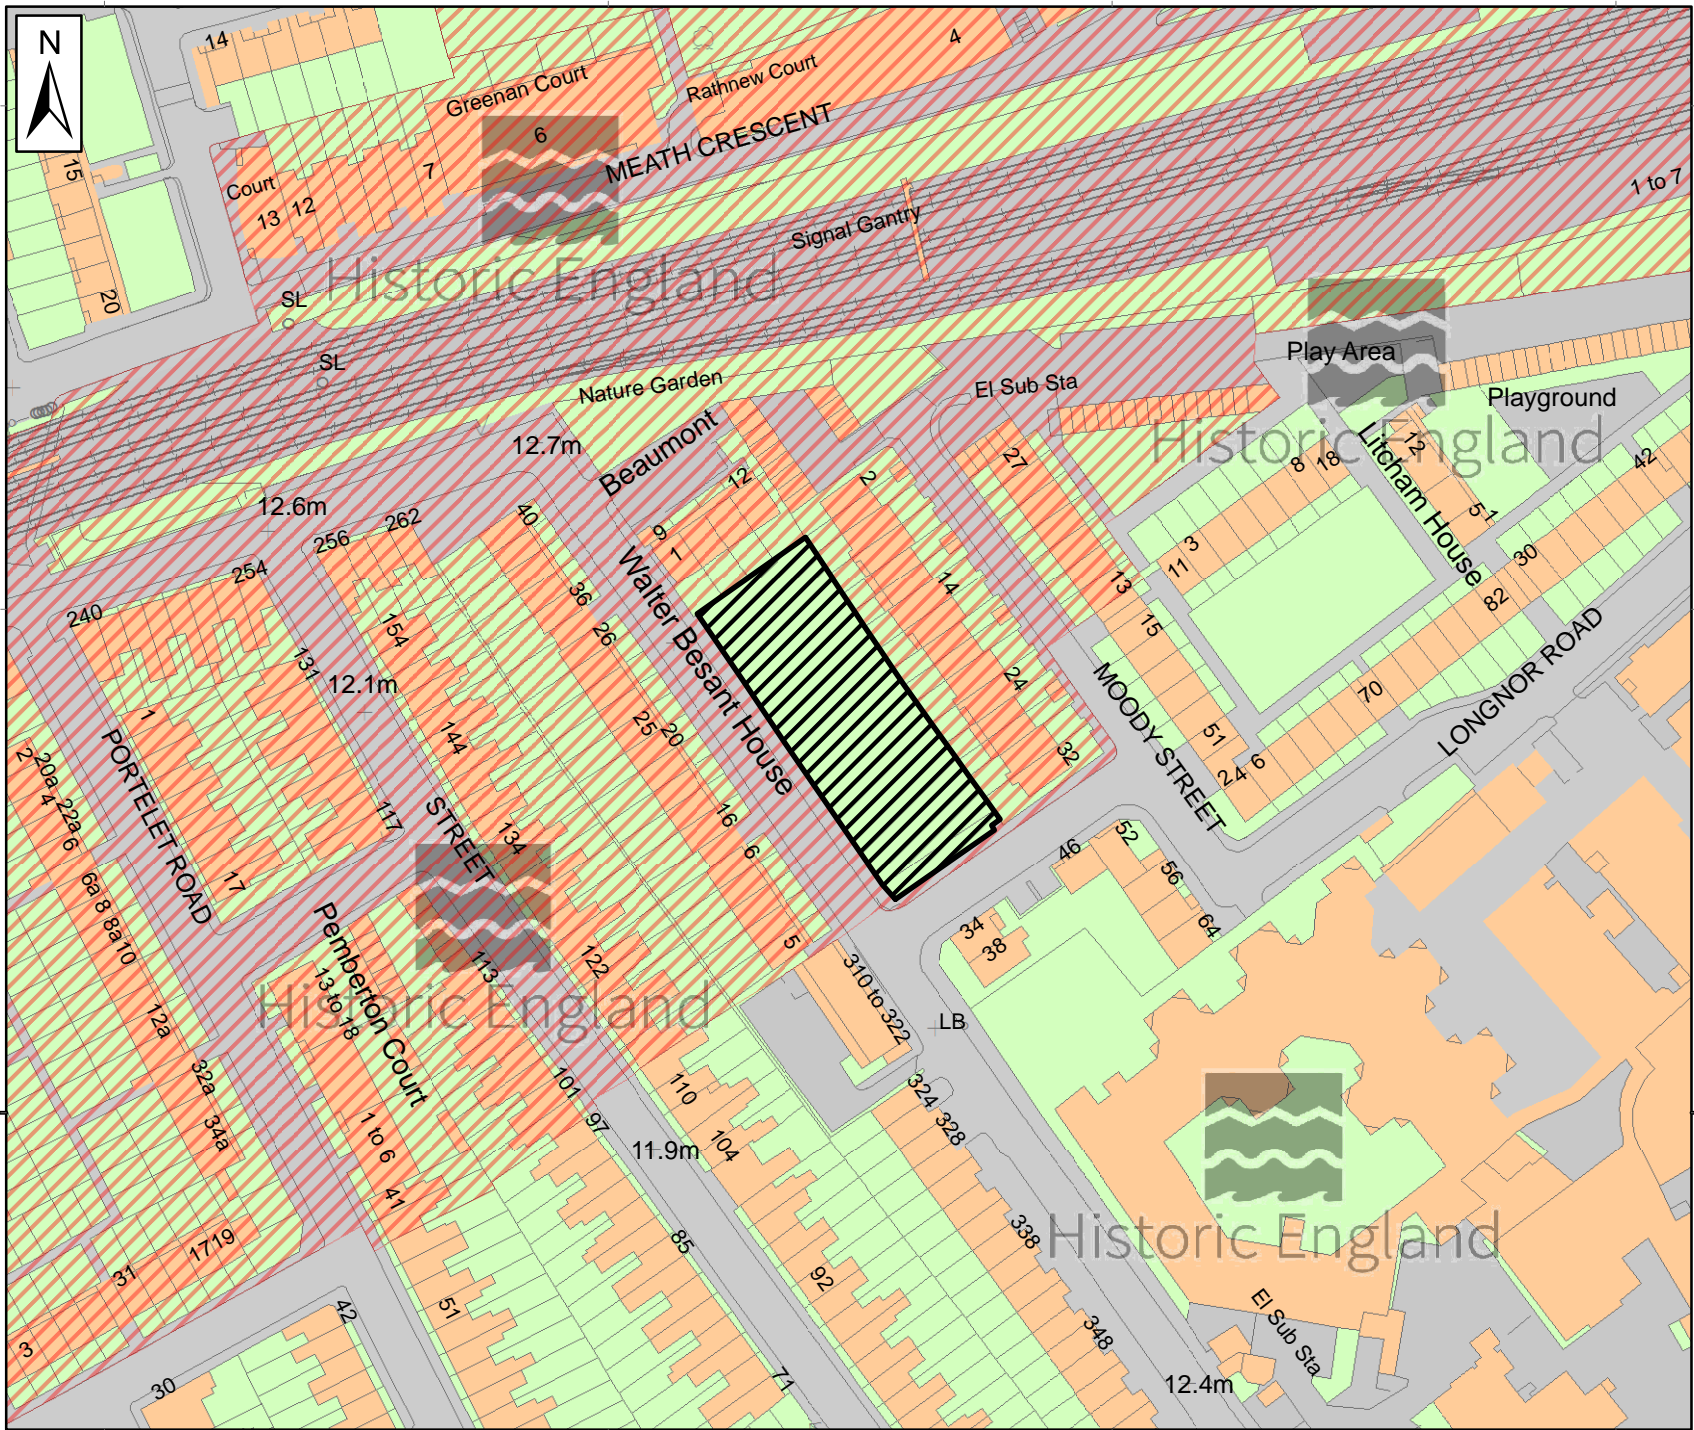 N
14
Greenan Court
Rathnew Court
4
6
MEATH CRESCENT
15
Court
13
12
7
1 to 7
Signal Gantry
Historic England
20
SL
SL
Play Area
Nature Garden
El Sub Sta
Playground
12.7m
Beaumont
Historic England
12
27
8
18
Litcham House
12
42
12.6m
262
40
2
5
1
256
9
1
3
11
30
254
Walter Besant House
36
14
13
82
240
154
26
15
131
12.1m
24
MOODY STREET
70
LONGNOR ROAD
1
144
25
20
51
32
2
4
6
PORTELET ROAD
2
20a
4
22a
6
STREET
117
134
16
6
46
52
56
17
6a
8
8a
10
Pemberton Court
113
122
5
34
38
64
13 to 18
310 to 322
Historic England
12a
LB
32a
101
110
324
34a
1 to 6
97
11.9m
104
328
41
Historic England
1719
31
85
338
92
El Sub Sta
42
51
348
3
30
71
12.4m